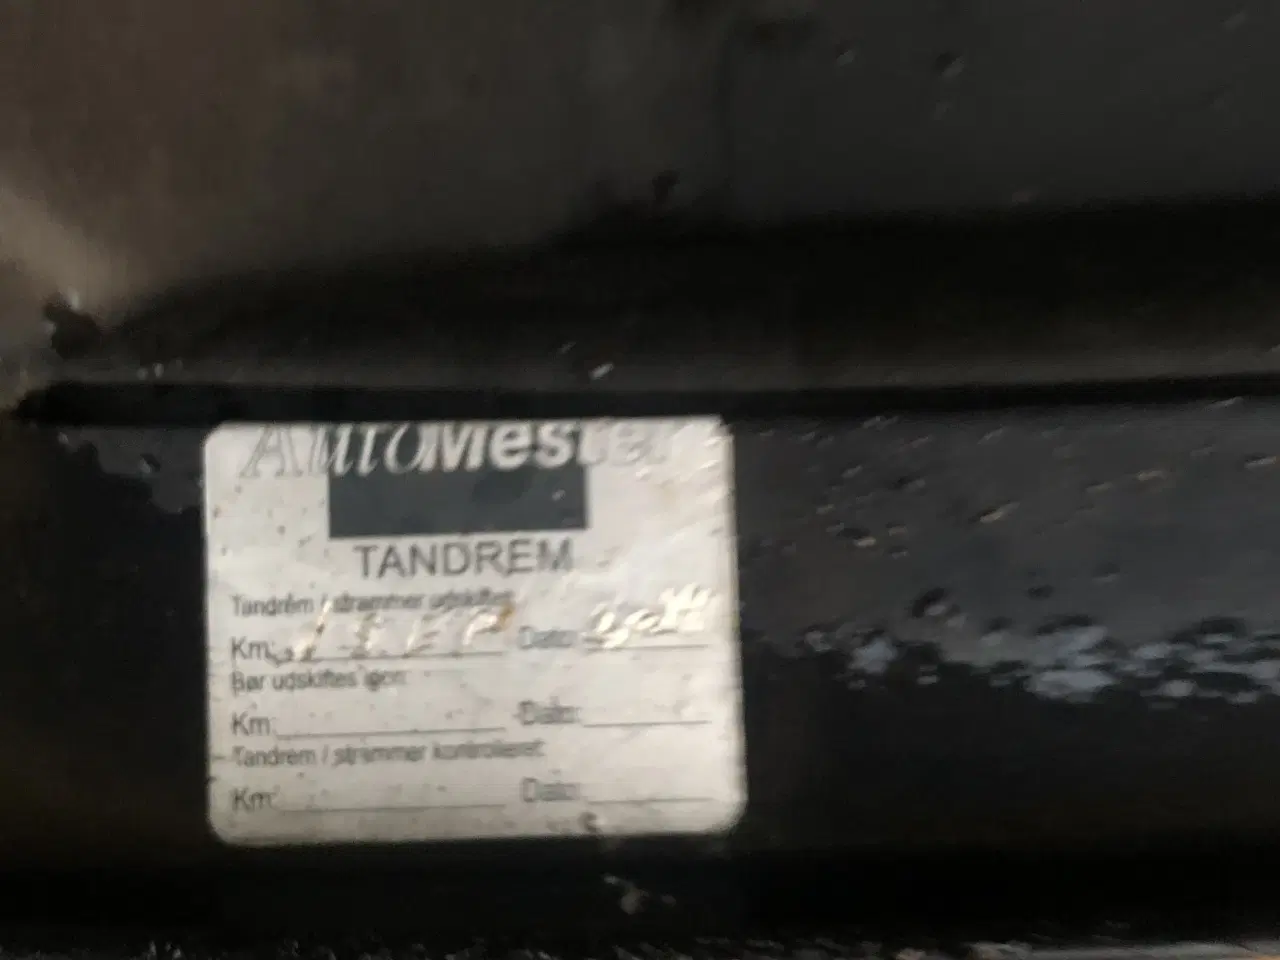 AutoMester
TANDREM
Tandrem / strammer udskiftet
Km: Dato:
Bør udskiftes igen:
Km: Dato:
Tandrem / strammer kontrolleret:
Km: Dato: